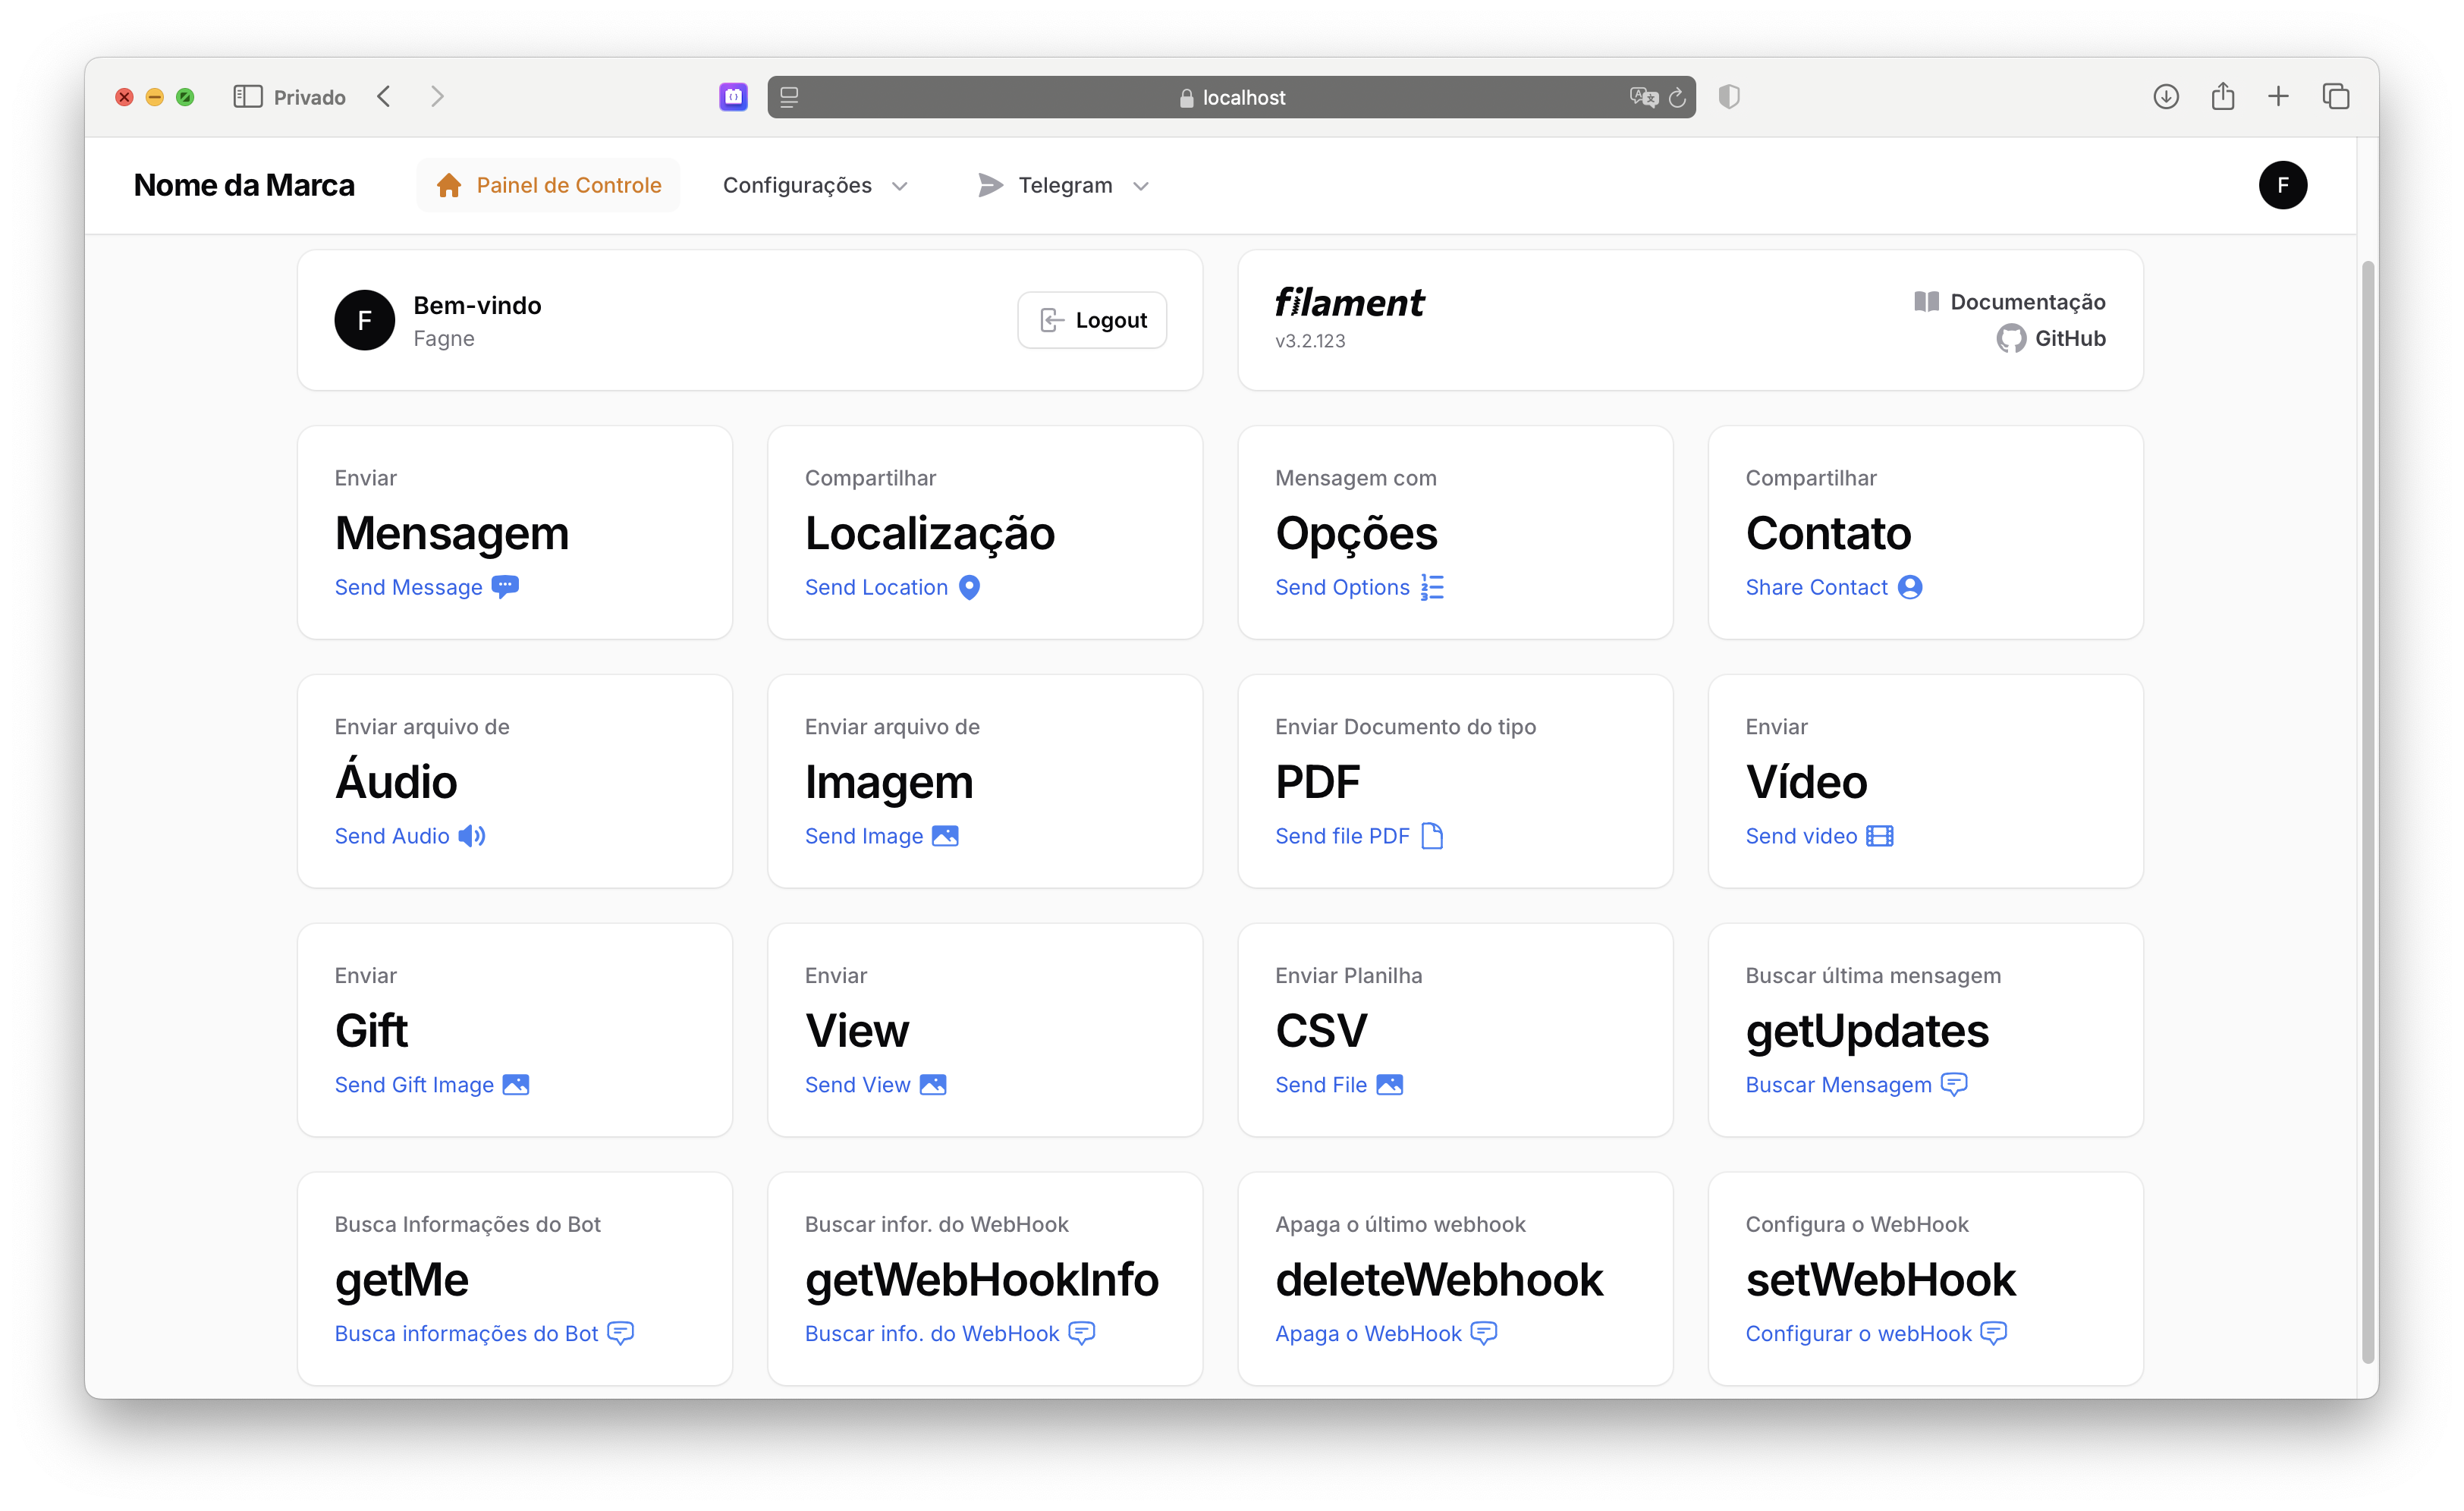 Privado
localhost
Nome da Marca
Painel de Controle
Configurações
Telegram
F
F
Bem-vindo
Fagne
Logout
filament
v3.2.123
Documentação
GitHub
Enviar
Mensagem
Send Message
Compartilhar
Localização
Send Location
Mensagem com
Opções
Send Options
Compartilhar
Contato
Share Contact
Enviar arquivo de
Áudio
Send Audio
Enviar arquivo de
Imagem
Send Image
Enviar Documento do tipo
PDF
Send file PDF
Enviar
Vídeo
Send video
Enviar
Gift
Send Gift Image
Enviar
View
Send View
Enviar Planilha
CSV
Send File
Buscar última mensagem
getUpdates
Buscar Mensagem
Busca Informações do Bot
getMe
Busca informações do Bot
Buscar infor. do WebHook
getWebHookInfo
Buscar info. do WebHook
Apaga o último webhook
deleteWebhook
Apaga o WebHook
Configura o WebHook
setWebHook
Configurar o webHook